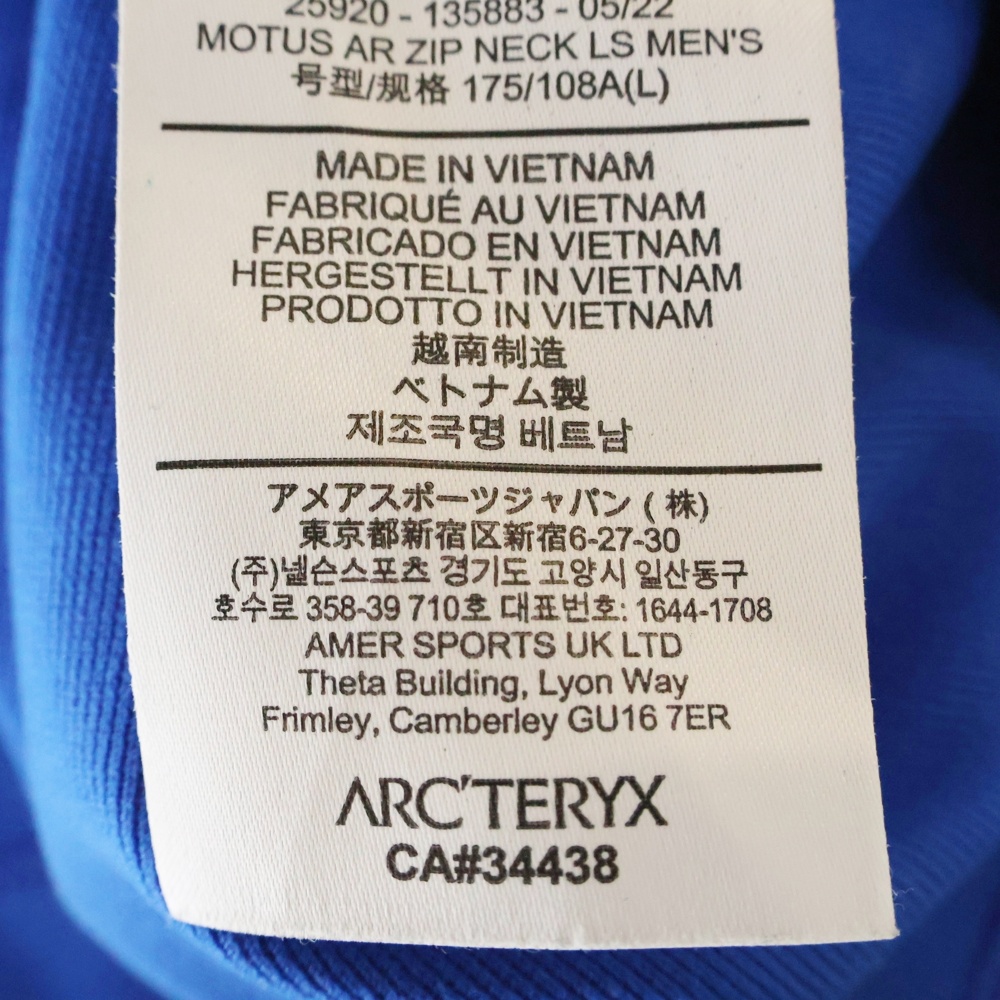 25920 - 135883 - 05/22
MOTUS AR ZIP NECK LS MEN'S
号型/规格 175/108A(L)
MADE IN VIETNAM
FABRIQUÉ AU VIETNAM
FABRICADO EN VIETNAM
HERGESTELLT IN VIETNAM
PRODOTTO IN VIETNAM
越南制造
ベトナム製
제조국명 베트남
アメアスポーツジャパン ( 株)
東京都新宿区新宿6-27-30
(주)넬슨스포츠 경기도 고양시 일산동구
호수로 358-39 710호 대표번호: 1644-1708
AMER SPORTS UK LTD
Theta Building, Lyon Way
Frimley, Camberley GU16 7ER
ARC'TERYX
CA#34438